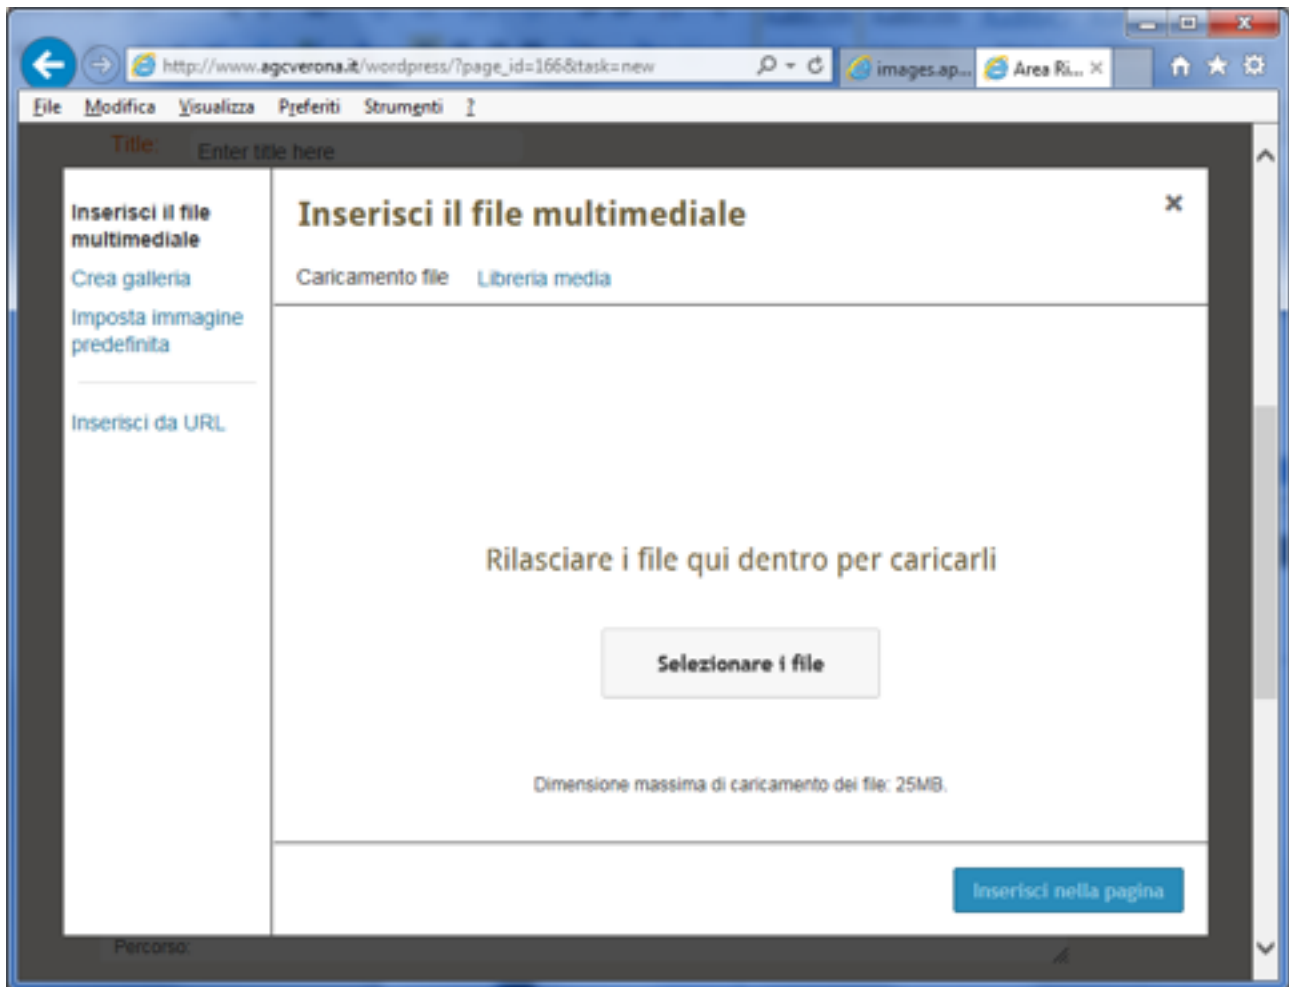 http://www.agcverona.it/wordpress/?page_id=166&task=new
images.ap...
Area Ri...
File Modifica Visualizza Preferiti Strumenti ?
Title: Enter title here
Inserisci il file
multimediale
Crea galleria
Imposta immagine
predefinita
Inserisci da URL
Inserisci il file multimediale
Caricamento file Libreria media
Rilasciare i file qui dentro per caricarli
Selezionare i file
Dimensione massima di caricamento dei file: 25MB.
Inserisci nella pagina
Percorso: